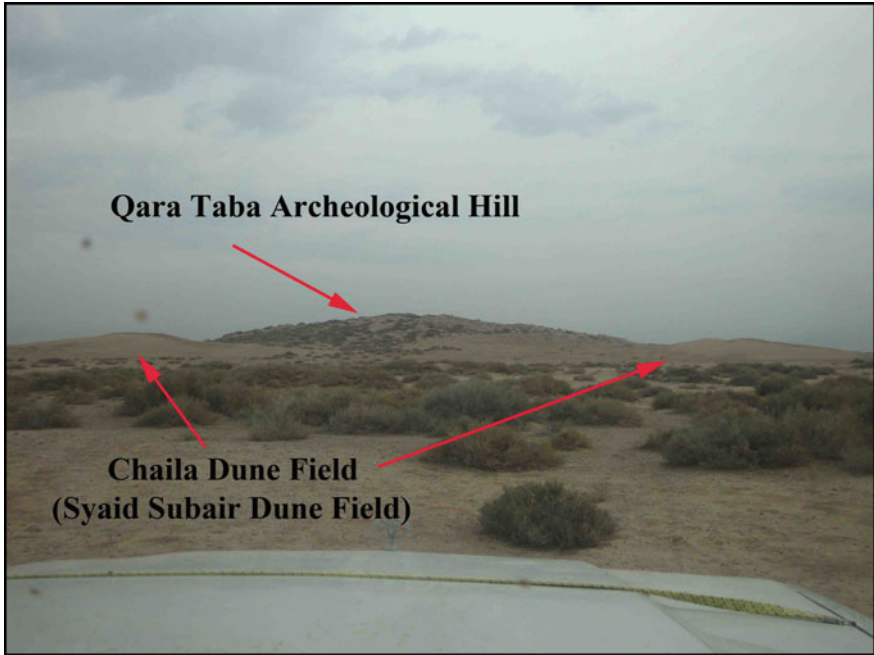 Qara Taba Archeological Hill
Chaila Dune Field
(Syaid Subair Dune Field)